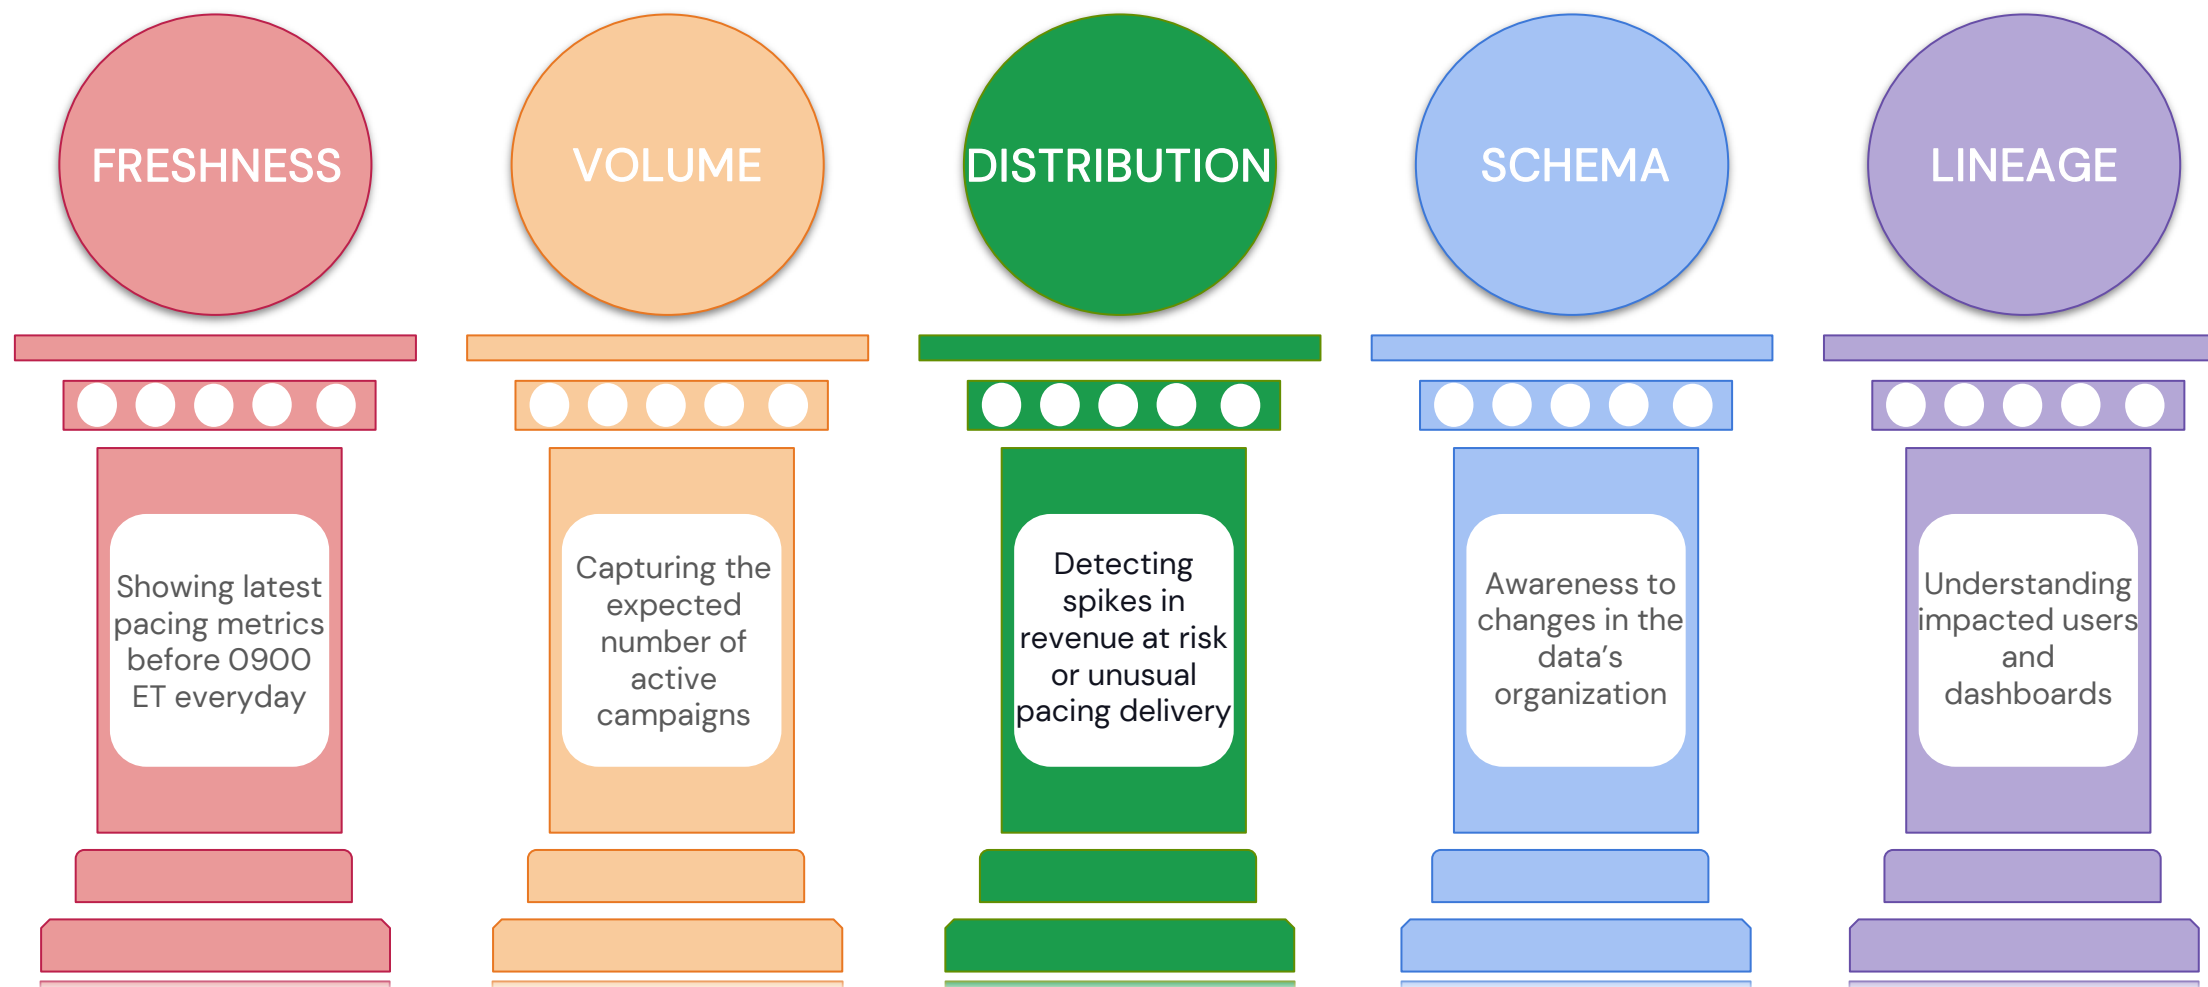 FRESHNESS
VOLUME
DISTRIBUTION
SCHEMA
LINEAGE
Showing latest
pacing metrics
before 0900
ET everyday
Capturing the
expected
number of
active
campaigns
Detecting
spikes in
revenue at risk
or unusual
pacing delivery
Awareness to
changes in the
data’s
organization
Understanding
impacted users
and
dashboards